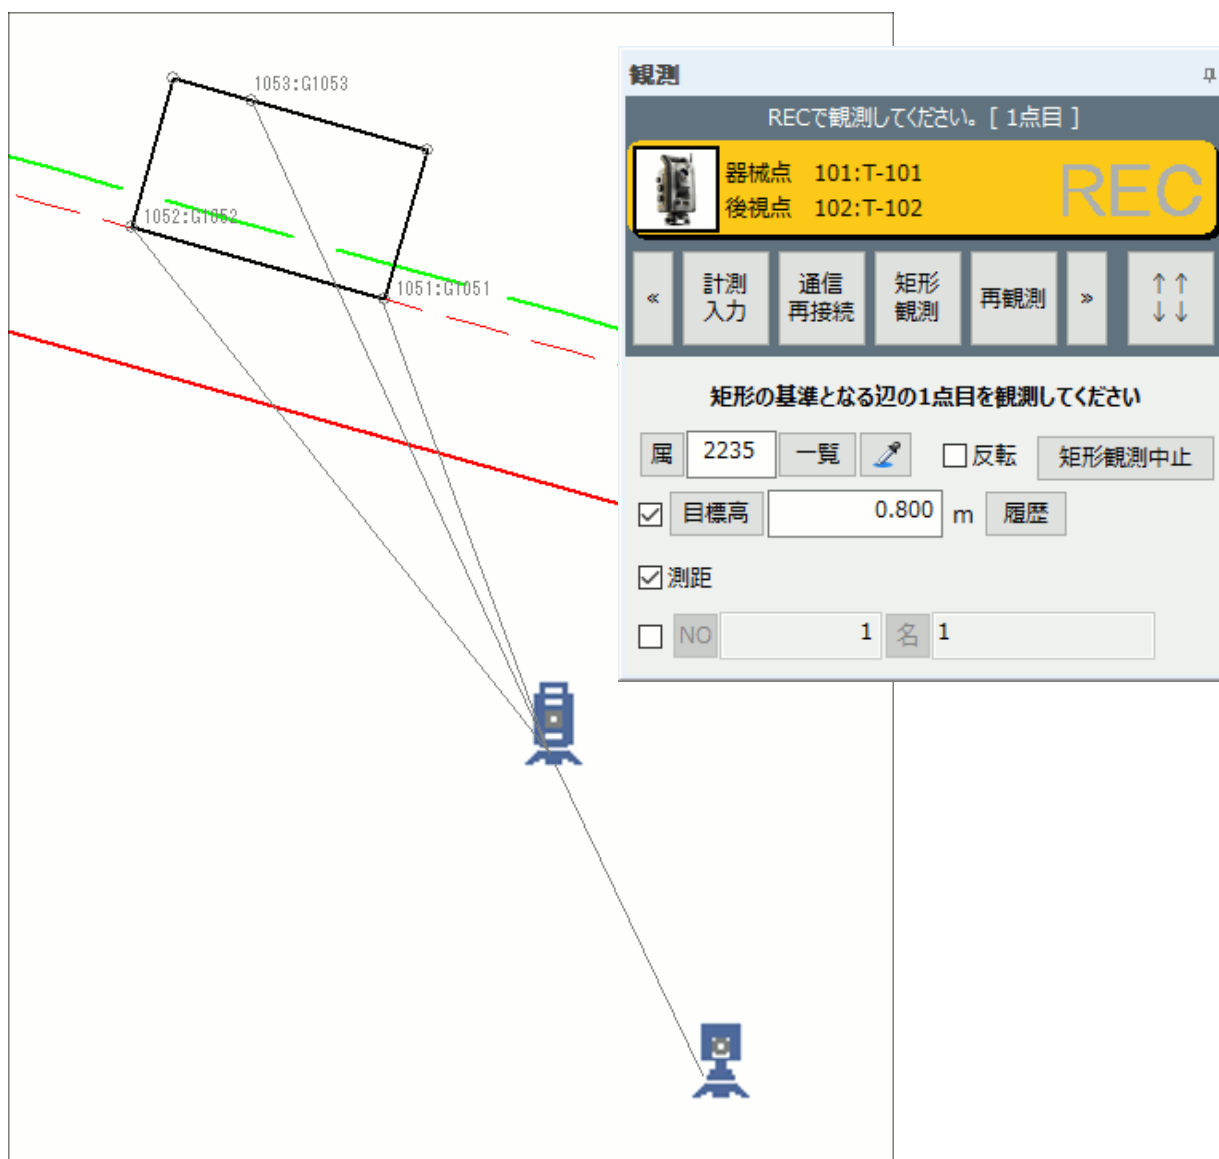 1053:G1053
1052:G1052
1051:G1051
観測
RECで観測してください。[ 1点目 ]
器械点 101:T-101
後視点 102:T-102
REC
«
計測
入力
通信
再接続
矩形
観測
再観測
»
↑↑
↓↓
矩形の基準となる辺の1点目を観測してください
属 2235 一覧 反転 矩形観測中止
目標高 0.800 m 履歴
測距
NO 1 名 1